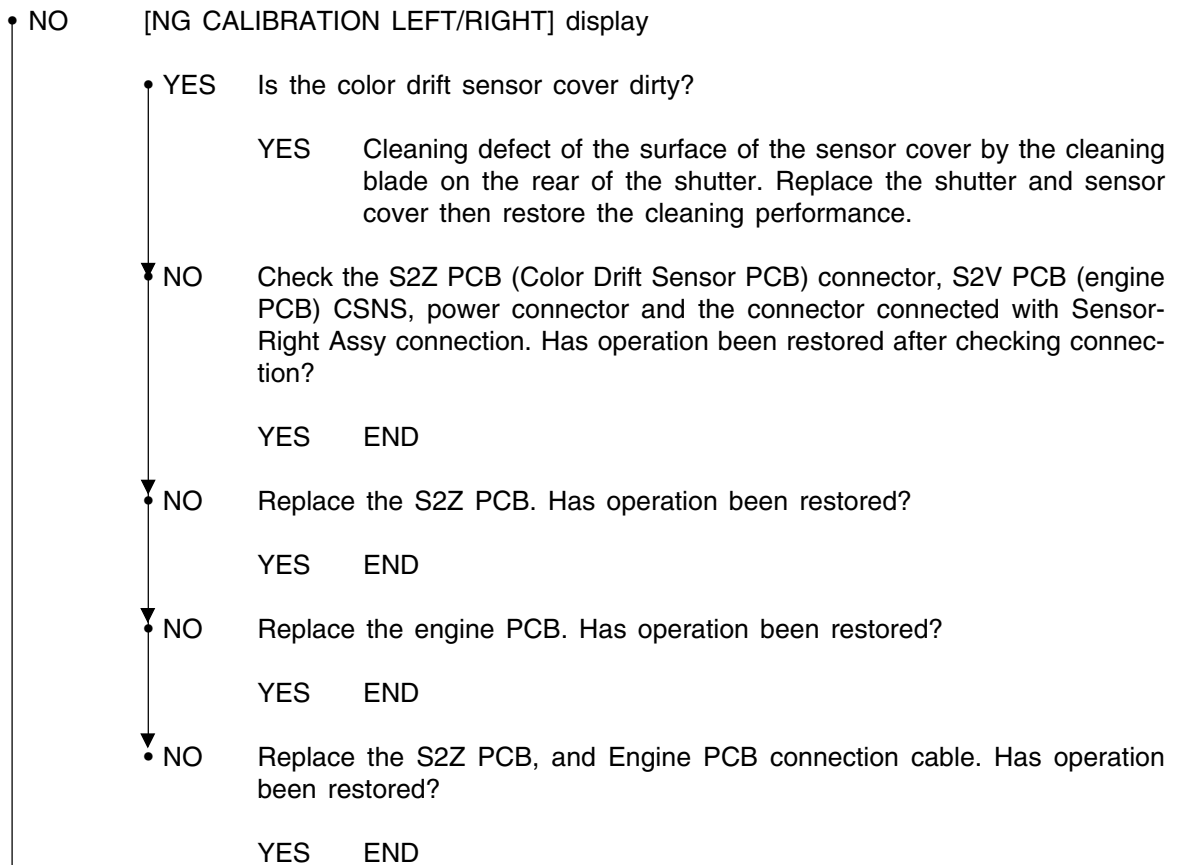 • NO [NG CALIBRATION LEFT/RIGHT] display
• YES Is the color drift sensor cover dirty?
YES Cleaning defect of the surface of the sensor cover by the cleaning
blade on the rear of the shutter. Replace the shutter and sensor
cover then restore the cleaning performance.
• NO Check the S2Z PCB (Color Drift Sensor PCB) connector, S2V PCB (engine
PCB) CSNS, power connector and the connector connected with Sensor-
Right Assy connection. Has operation been restored after checking connec-
tion?
YES END
• NO Replace the S2Z PCB. Has operation been restored?
YES END
• NO Replace the engine PCB. Has operation been restored?
YES END
• NO Replace the S2Z PCB, and Engine PCB connection cable. Has operation
been restored?
YES END